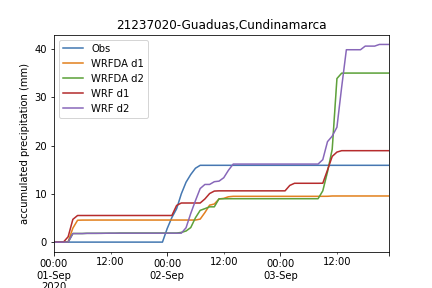 21237020-Guaduas,Cundinamarca
accumulated precipitation (mm)
40
30
20
10
0
Obs
WRFDA d1
WRFDA d2
WRF d1
WRF d2
00:00 12:00 00:00 12:00 00:00 12:00
01-Sep 02-Sep 03-Sep
2020